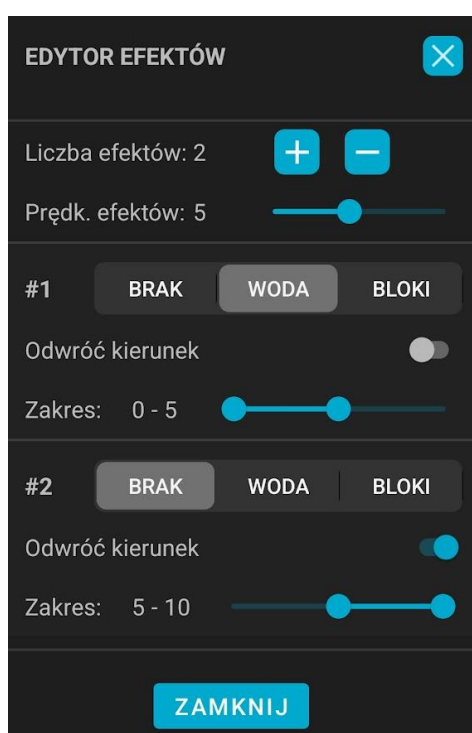 EDYTOR EFEKTÓW
Liczba efektów: 2
Prędk. efektów: 5
#1 BRAK WODA BLOKI
Odwróć kierunek
Zakres: 0 - 5
#2 BRAK WODA BLOKI
Odwróć kierunek
Zakres: 5 - 10
ZAMKNIJ